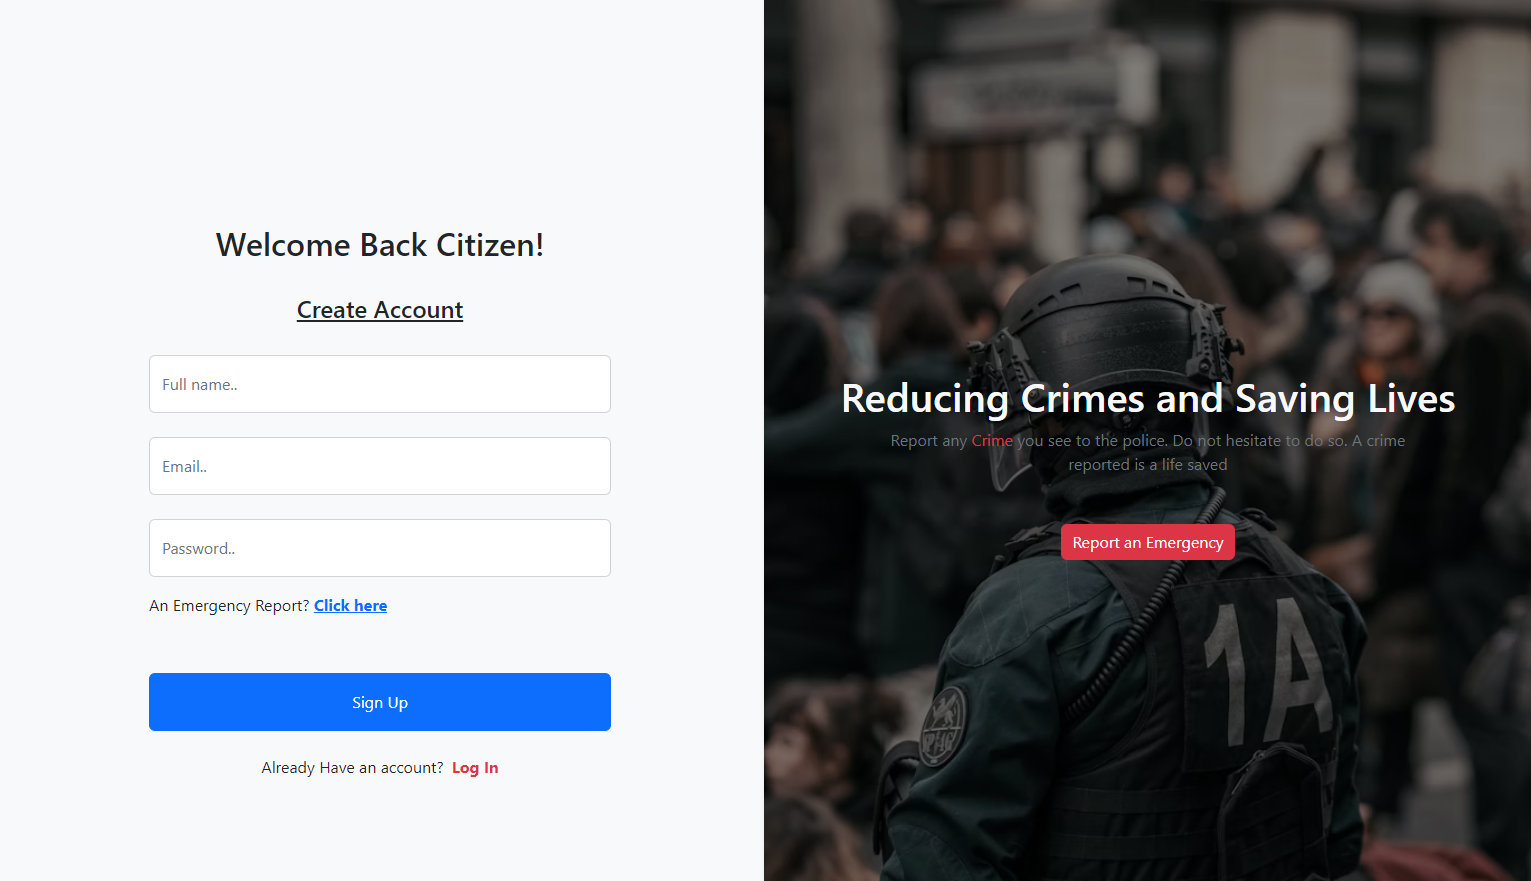 Welcome Back Citizen!
Create Account
Full name..
Email..
Password..
An Emergency Report? Click here
Sign Up
Already Have an account? Log In
Reducing Crimes and Saving Lives
Report any Crime you see to the police. Do not hesitate to do so. A crime
reported is a life saved
Report an Emergency
1A